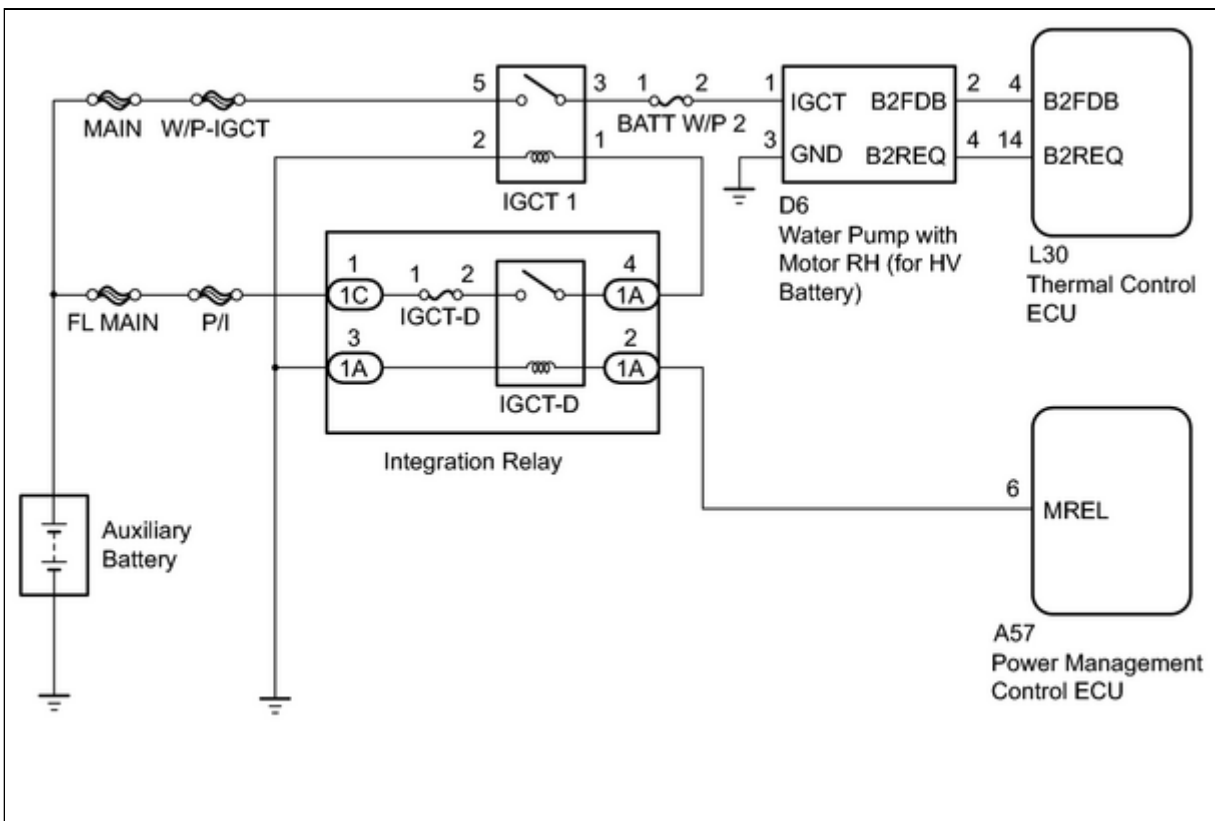 5
3
1
2
1
IGCT
B2FDB
2
4
B2FDB
MAIN
W/P-IGCT
BATT W/P 2
2
1
3
GND
B2REQ
4
14
B2REQ
IGCT 1
D6
Water Pump with
Motor RH (for HV
Battery)
L30
Thermal Control
ECU
1
1C
1
2
4
1A
FL MAIN
P/I
IGCT-D
3
1A
2
1A
IGCT-D
Integration Relay
6
MREL
Auxiliary
Battery
A57
Power Management
Control ECU